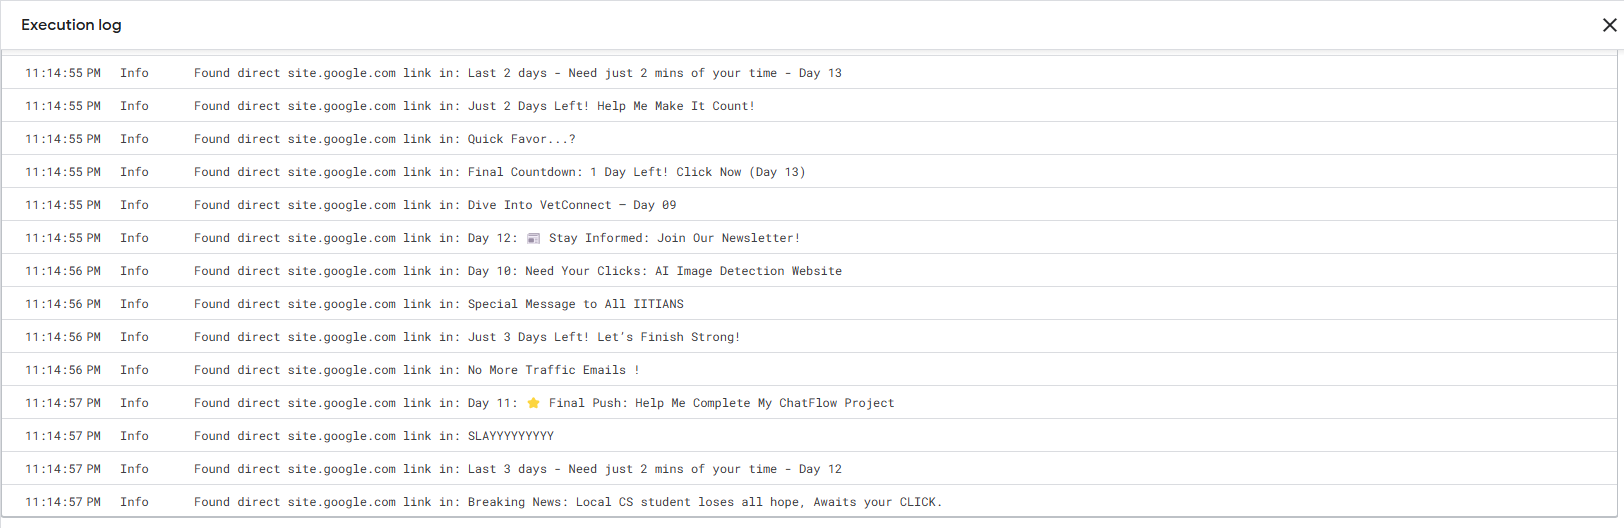 Execution log
11:14:55 PM Info Found direct site.google.com link in: Last 2 days - Need just 2 mins of your time - Day 13
11:14:55 PM Info Found direct site.google.com link in: Just 2 Days Left! Help Me Make It Count!
11:14:55 PM Info Found direct site.google.com link in: Quick Favor...?
11:14:55 PM Info Found direct site.google.com link in: Final Countdown: 1 Day Left! Click Now (Day 13)
11:14:55 PM Info Found direct site.google.com link in: Dive Into VetConnect – Day 09
11:14:55 PM Info Found direct site.google.com link in: Day 12: 📰 Stay Informed: Join Our Newsletter!
11:14:56 PM Info Found direct site.google.com link in: Day 10: Need Your Clicks: AI Image Detection Website
11:14:56 PM Info Found direct site.google.com link in: Special Message to All IITIANS
11:14:56 PM Info Found direct site.google.com link in: Just 3 Days Left! Let’s Finish Strong!
11:14:56 PM Info Found direct site.google.com link in: No More Traffic Emails !
11:14:57 PM Info Found direct site.google.com link in: Day 11: ⭐ Final Push: Help Me Complete My ChatFlow Project
11:14:57 PM Info Found direct site.google.com link in: SLAYYYYYYYYY
11:14:57 PM Info Found direct site.google.com link in: Last 3 days - Need just 2 mins of your time - Day 12
11:14:57 PM Info Found direct site.google.com link in: Breaking News: Local CS student loses all hope, Awaits your CLICK.